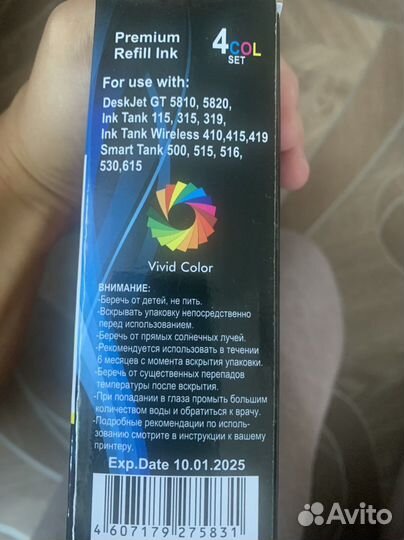 Premium
Refill Ink
4COL
SET
For use with:
DeskJet GT 5810, 5820,
Ink Tank 115, 315, 319,
Ink Tank Wireless 410,415,419
Smart Tank 500, 515, 516,
530,615
Vivid Color
ВНИМАНИЕ:
-Беречь от детей, не пить.
-Вскрывать упаковку непосредственно
перед использованием.
-Беречь от прямых солнечных лучей.
-Рекомендуется использовать в течении
6 месяцев с момента вскрытия упаковки.
-Беречь от существенных перепадов
температуры после вскрытия.
-При попадании в глаза промыть большим
количеством воды и обратиться к врачу.
-Подробные рекомендации по использо-
ванию смотрите в инструкции к вашему
принтеру.
Exp.Date 10.01.2025
4 607179 275831
Avito